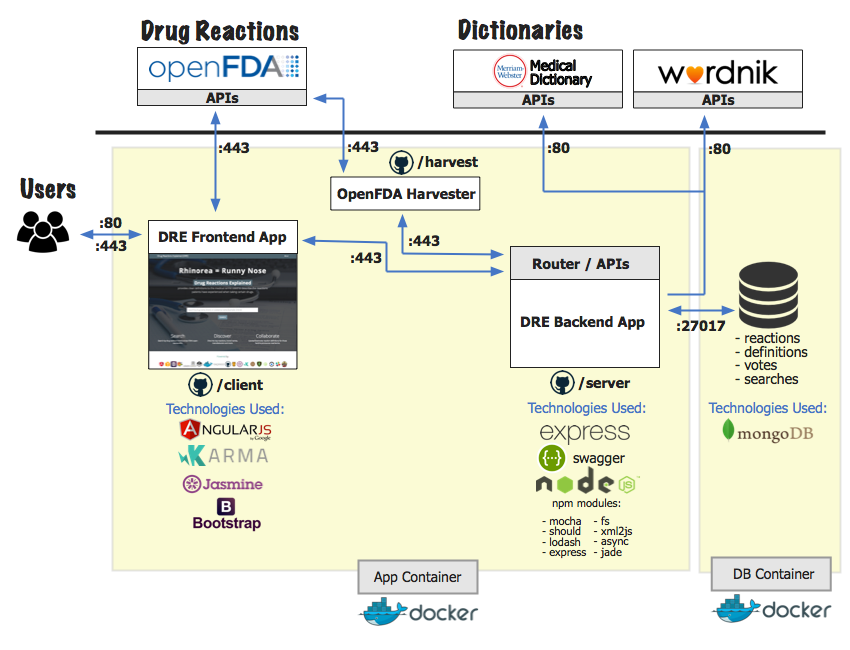 Drug Reactions
Dictionaries
openFDA
APIs
Merriam-
Webster
Medical
Dictionary
APIs
wordnik
APIs
:443
:443
:80
:80
/harvest
OpenFDA Harvester
Users
:80
:443
DRE Frontend App
:443
:443
Router / APIs
DRE Backend App
:27017
Rhinorea = Runny Nose
Drug Reactions Explained
Search
Discover
Collaborate
- reactions
- definitions
- votes
- searches
/client
/server
Technologies Used:
ANGULARJS
by Google
KARMA
Jasmine
B
Bootstrap
Technologies Used:
express
{···} swagger
node JS
npm modules:
- mocha
- should
- lodash
- express
- fs
- xml2js
- async
- jade
Technologies Used:
mongoDB
App Container
docker
DB Container
docker